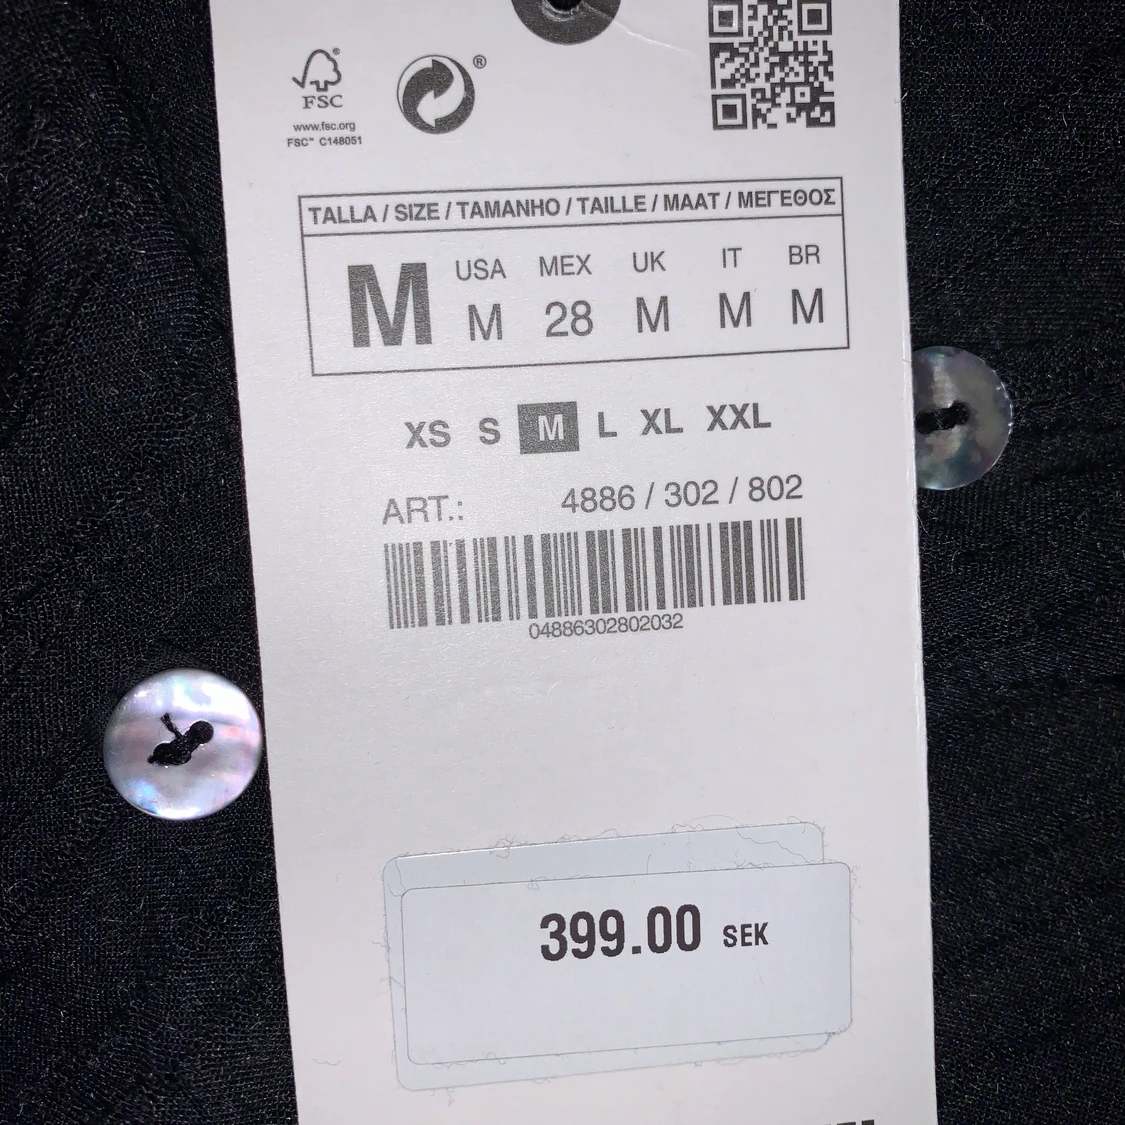 FSC
www.fsc.org
FSC™ C148051
®
TALLA / SIZE / TAMANHO / TAILLE / MAAT / ΜΕΓΕΘΟΣ
M
USA MEX UK IT BR
M 28 M M M
XS S M L XL XXL
ART.: 4886 / 302 / 802
04886302802032
399.00 SEK